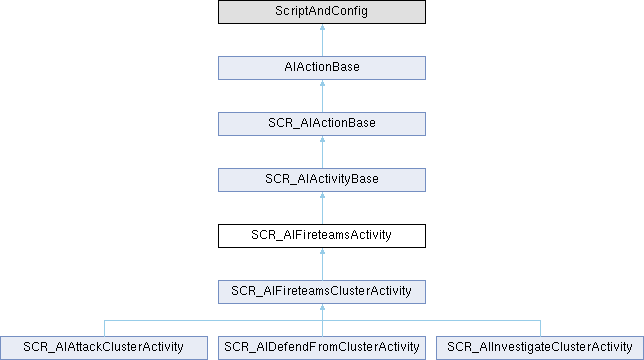 ScriptAndConfig
AIActionBase
SCR_AIActionBase
SCR_AIActivityBase
SCR_AIFireteamsActivity
SCR_AIFireteamsClusterActivity
SCR_AIAttackClusterActivity
SCR_AIDefendFromClusterActivity
SCR_AIInvestigateClusterActivity